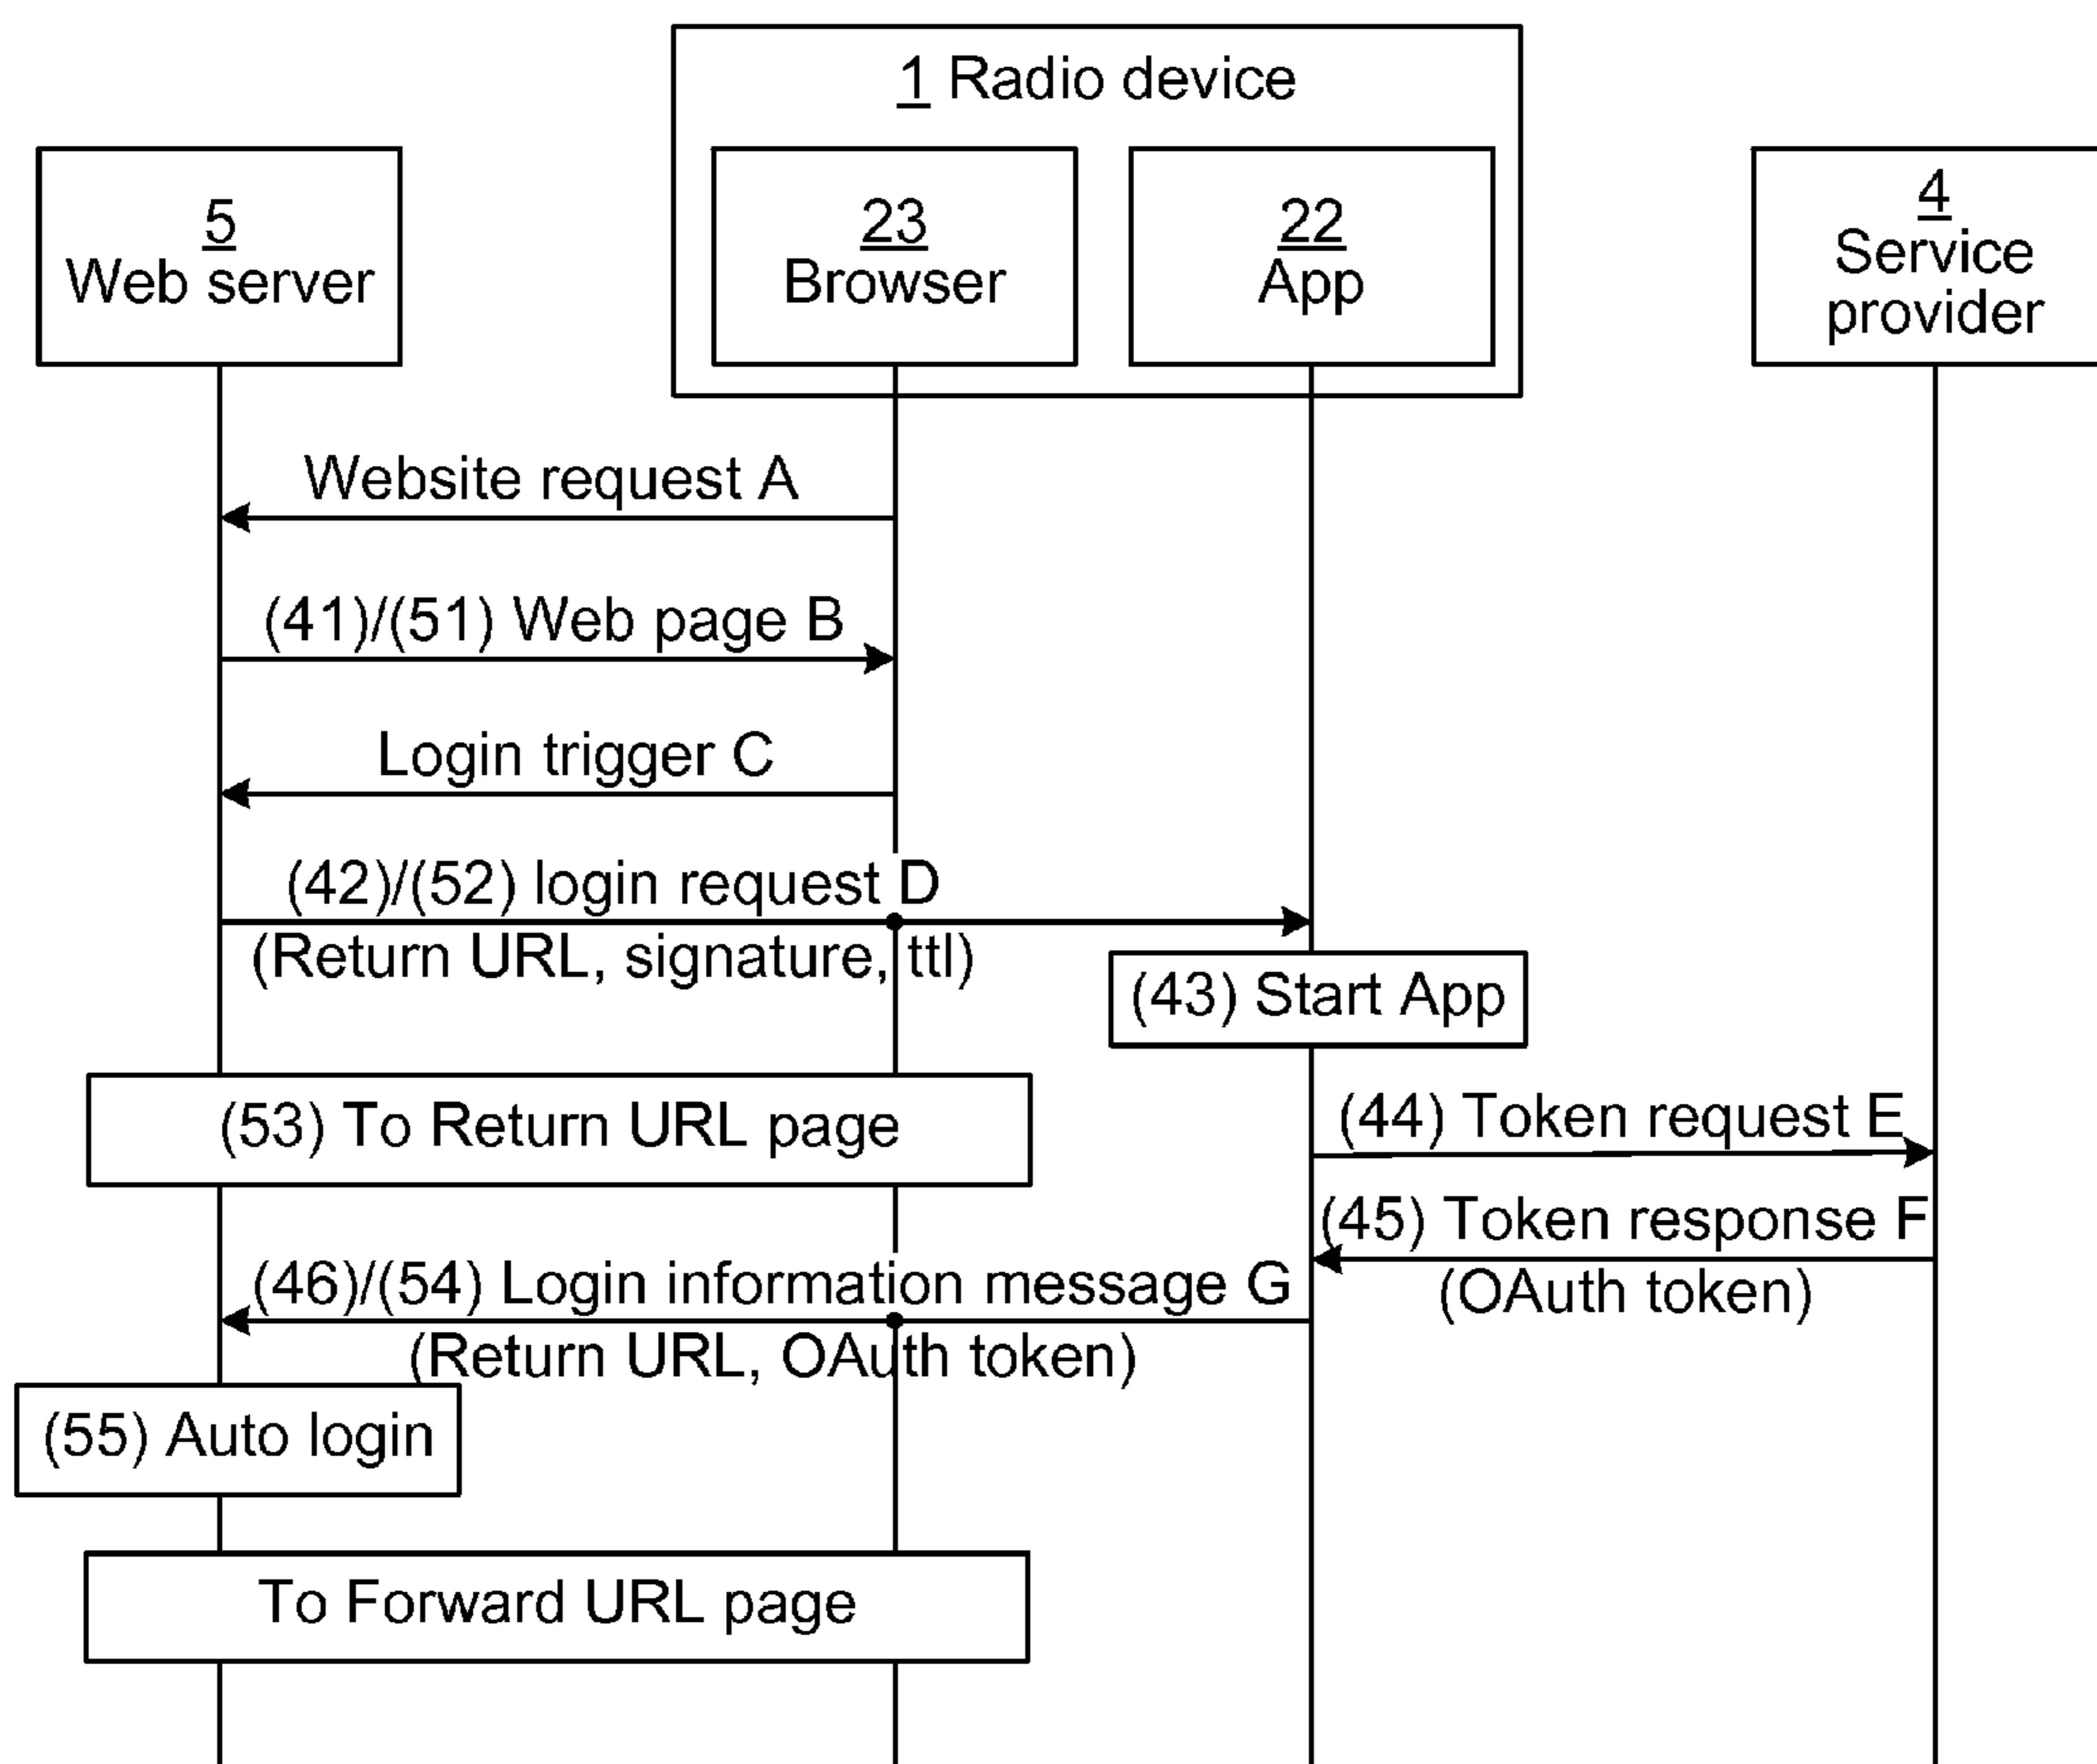 1 Radio device
5
Web server
23
Browser
22
App
4
Service
provider
Website request A
(41)/(51) Web page B
Login trigger C
(42)/(52) login request D
(Return URL, signature, ttl)
(43) Start App
(53) To Return URL page
(44) Token request E
(45) Token response F
(OAuth token)
(46)/(54) Login information message G
(Return URL, OAuth token)
(55) Auto login
To Forward URL page